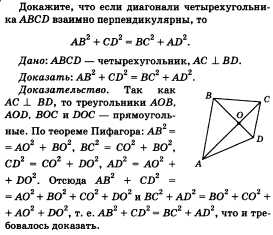 Докажите, что если диагонали четырехугольни-
ка ABCD взаимно перпендикулярны, то
AB² + CD² = BC² + AD².
Дано: ABCD — четырехугольник, AC ⊥ BD.
Доказать: AB² + CD² = BC² + AD².
Доказательство. Так как
AC ⊥ BD, то треугольники AOB,
AOD, BOC и DOC — прямоуголь-
ные. По теореме Пифагора: AB² =
= AO² + BO², BC² = CO² + BO²,
CD² = CO² + DO², AD² = AO² +
+ DO². Отсюда AB² + CD² =
= AO² + BO² + CO² + DO² и BC² + AD² = BO² + CO² +
+ AO² + DO², т. е. AB² + CD² = BC² + AD², что и тре-
бовалось доказать.
B
C
O
D
A